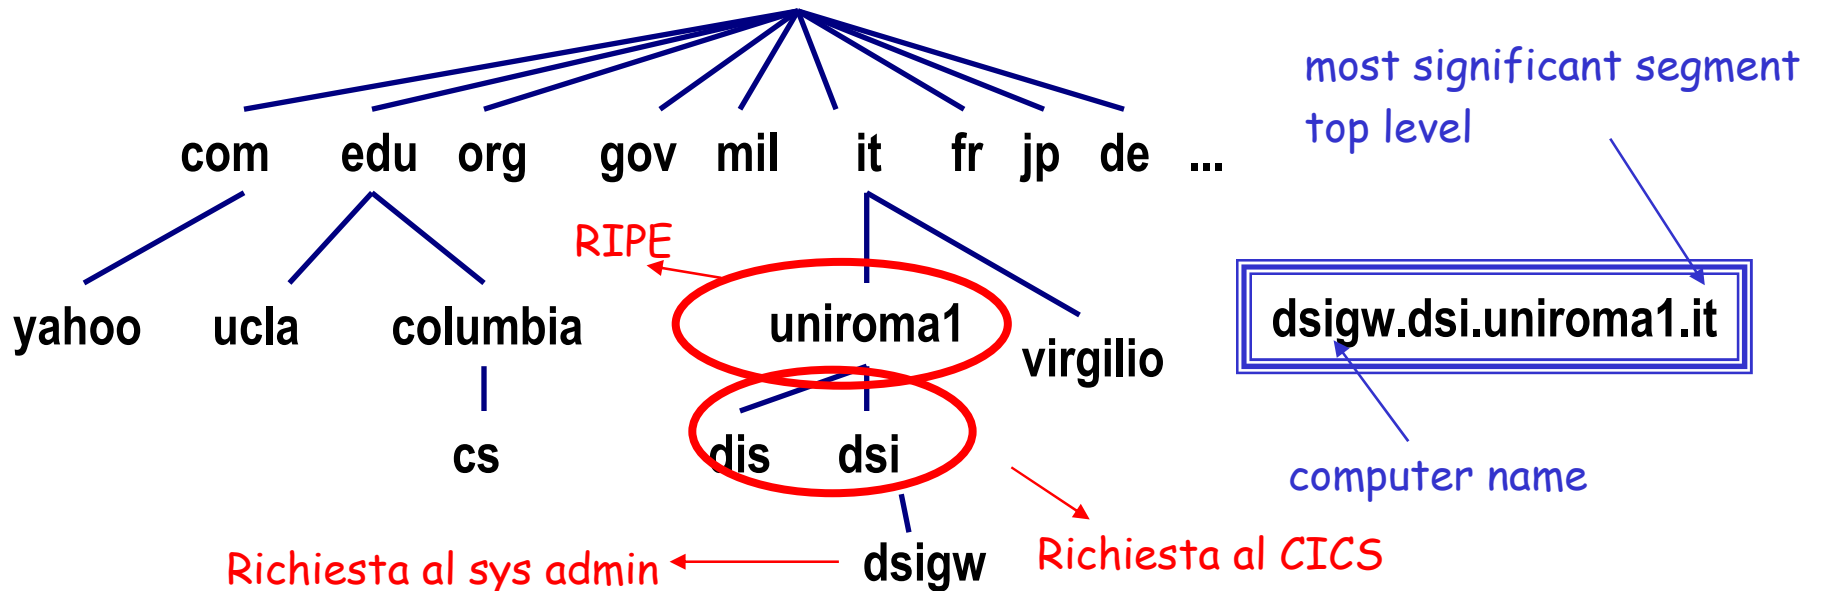 most significant segment
top level
com edu org gov mil it fr jp de ...
RIPE
yahoo ucla columbia uniroma1 virgilio
dsigw.dsi.uniroma1.it
cs dis dsi
computer name
Richiesta al sys admin dsigw Richiesta al CICS